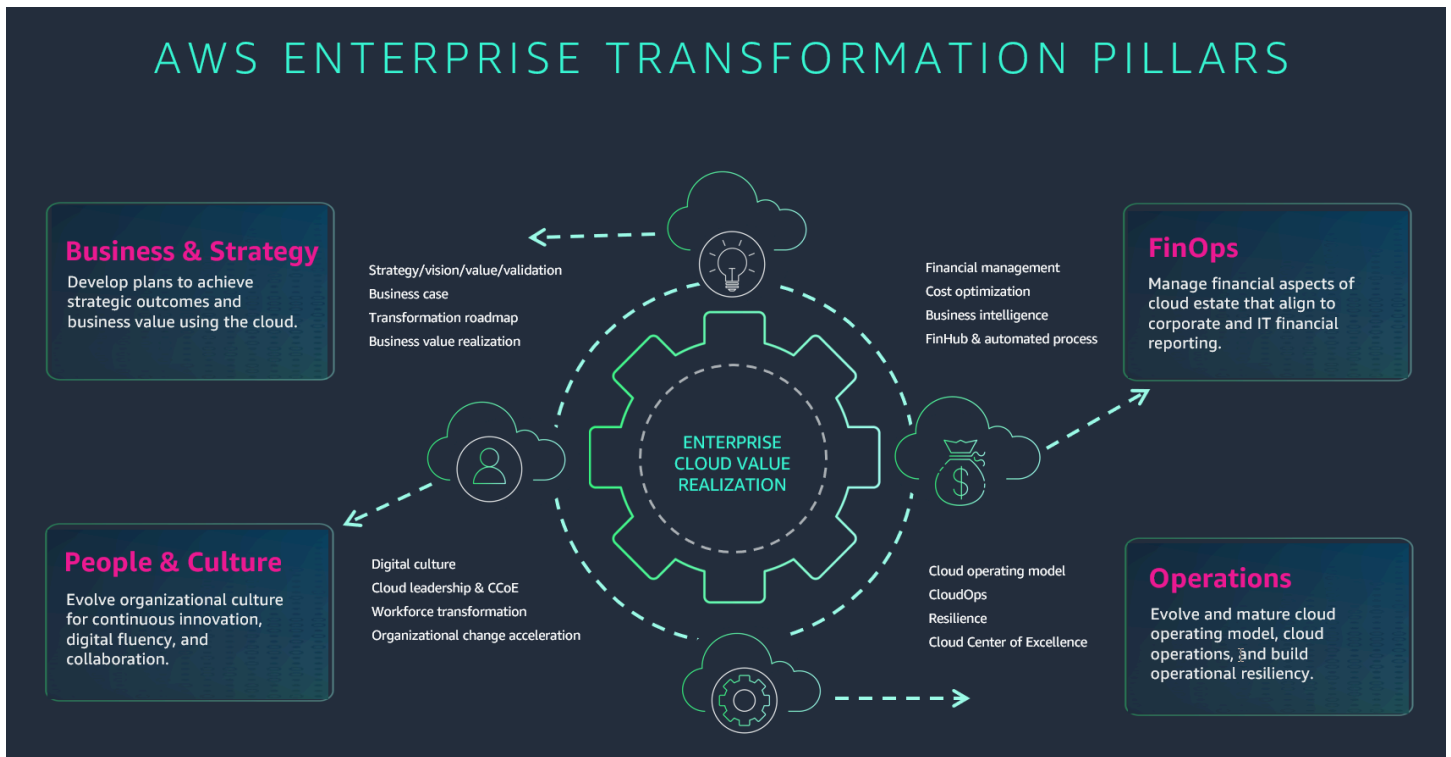 AWS ENTERPRISE TRANSFORMATION PILLARS
Business & Strategy
Develop plans to achieve
strategic outcomes and
business value using the cloud.
Strategy/vision/value/validation
Business case
Transformation roadmap
Business value realization
Financial management
Cost optimization
Business intelligence
FinHub & automated process
FinOps
Manage financial aspects of
cloud estate that align to
corporate and IT financial
reporting.
ENTERPRISE
CLOUD VALUE
REALIZATION
$
People & Culture
Evolve organizational culture
for continuous innovation,
digital fluency, and
collaboration.
Digital culture
Cloud leadership & CCoE
Workforce transformation
Organizational change acceleration
Cloud operating model
CloudOps
Resilience
Cloud Center of Excellence
Operations
Evolve and mature cloud
operating model, cloud
operations, and build
operational resiliency.